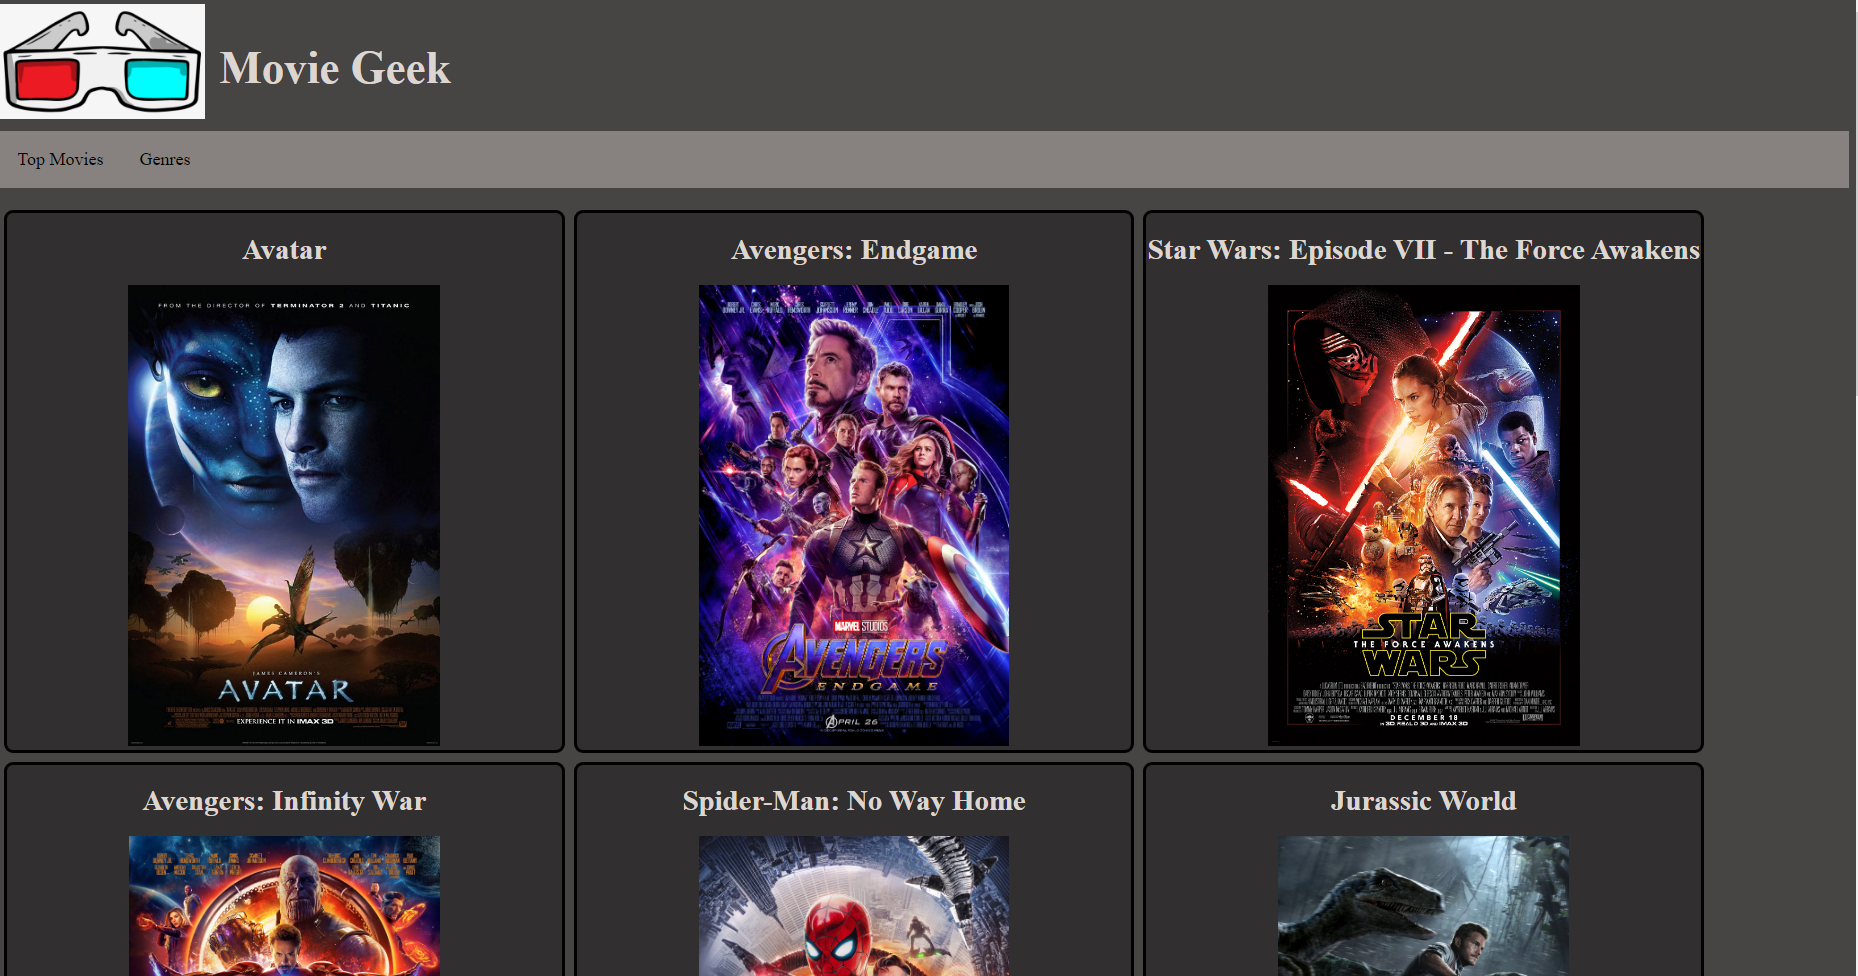 Movie Geek
Top Movies
Genres
Avatar
Avengers: Endgame
Star Wars: Episode VII - The Force Awakens
FROM THE DIRECTOR OF TERMINATOR 2 AND TITANIC
JAMES CAMERON'S
AVATAR
EXPERIENCE IT IN IMAX 3D
MARVEL STUDIOS
AVENGERS
ENDGAME
APRIL 26
STAR
THE FORCE AWAKENS
WARS
DECEMBER 18
IN 3D REAL D 3D AND IMAX 3D
Avengers: Infinity War
Spider-Man: No Way Home
Jurassic World